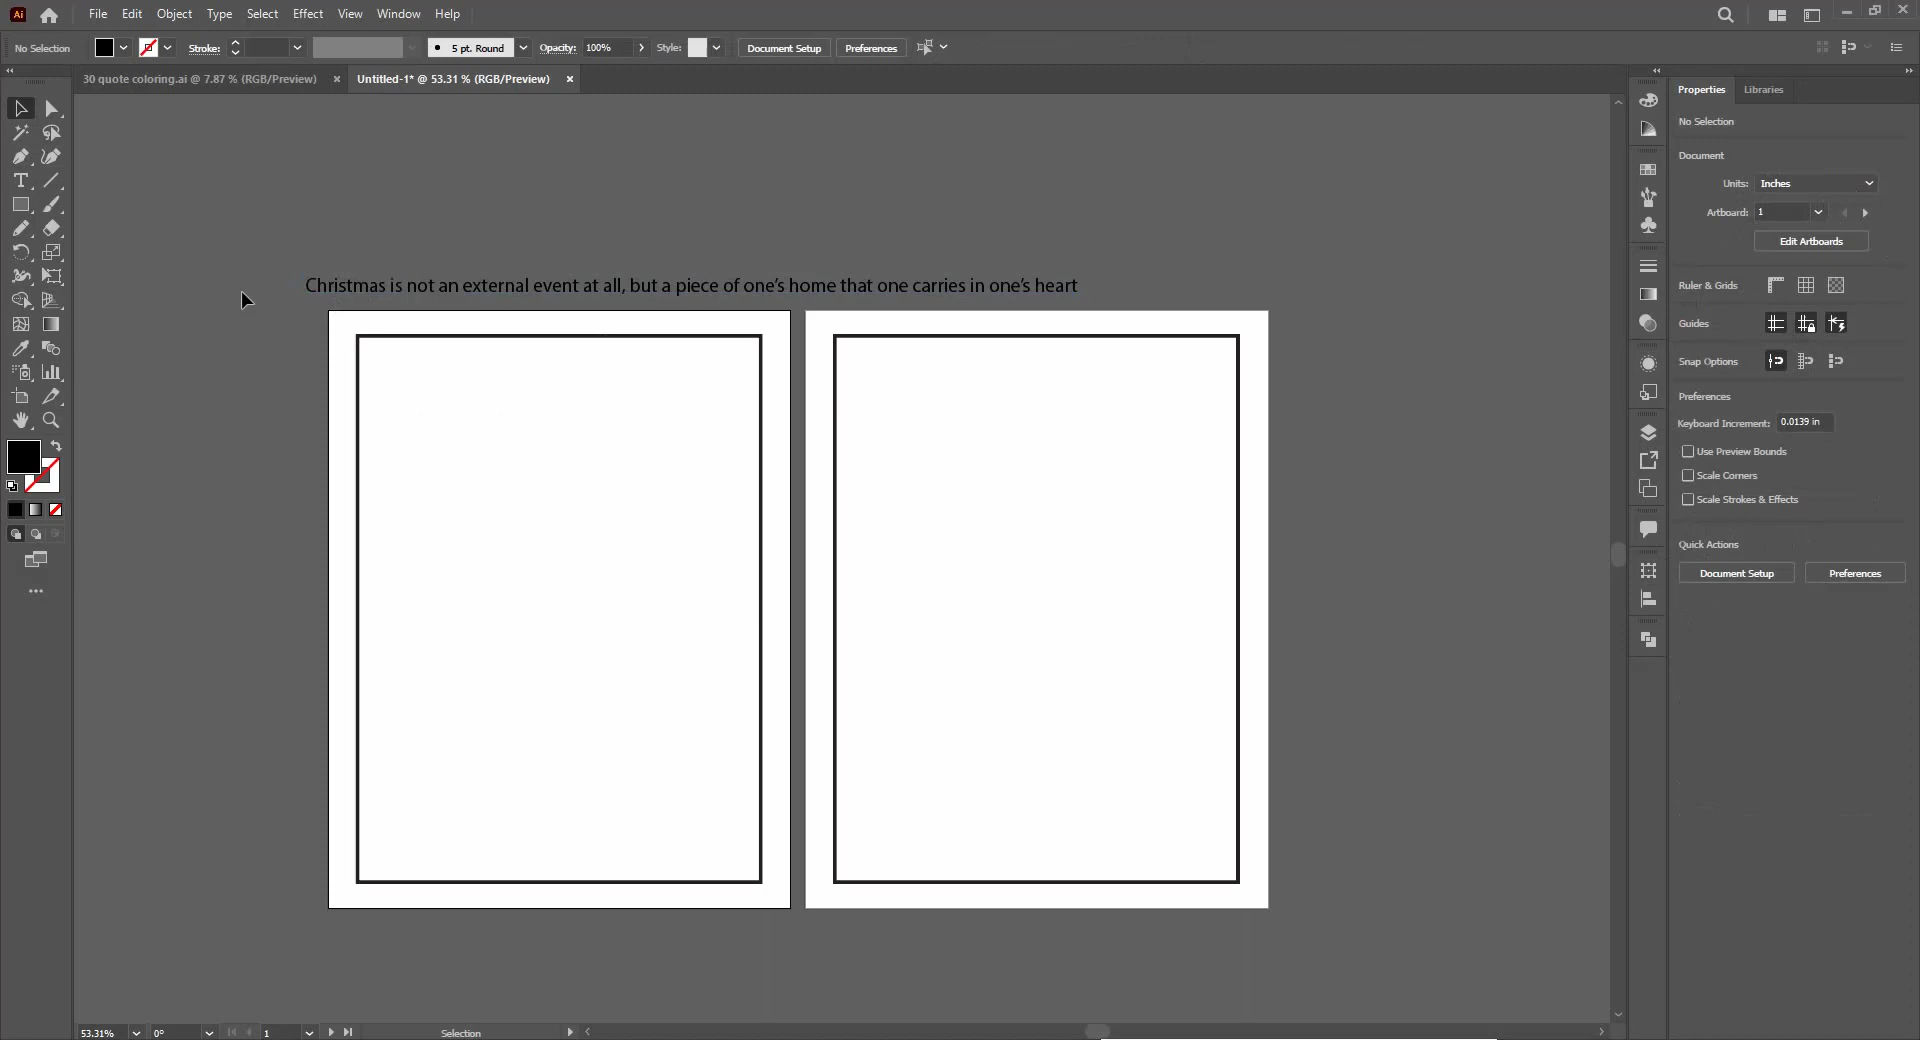 Ai File Edit Object Type Select Effect View Window Help
No Selection Stroke: 5 pt. Round Opacity: 100% Style: Document Setup Preferences
30 quote coloring.ai @ 7.87 % (RGB/Preview) × Untitled-1* @ 53.31 % (RGB/Preview) ×
Christmas is not an external event at all, but a piece of one’s home that one carries in one’s heart
Properties Libraries
No Selection
Document
Units: Inches
Artboard: 1
Edit Artboards
Ruler & Grids
Guides
Snap Options
Preferences
Keyboard Increment: 0.0139 in
Use Preview Bounds
Scale Corners
Scale Strokes & Effects
Quick Actions
Document Setup Preferences
53.31% 0° 1 Selection